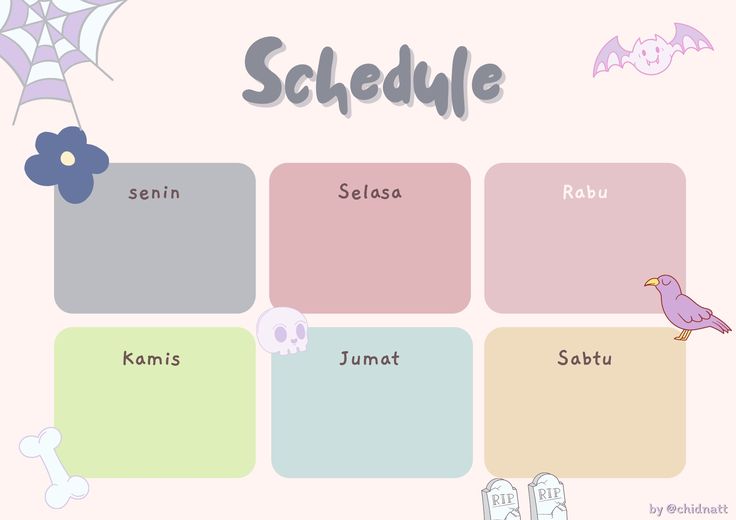 Schedule
senin
Selasa
Rabu
Kamis
Jumat
Sabtu
RIP
RIP
by @chidnatt